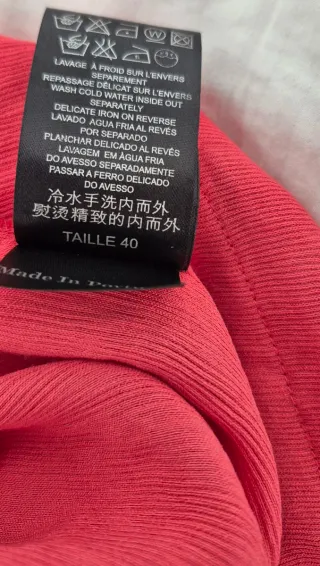 LAVAGE À FROID SUR L'ENVERS
SEPAREMENT
REPASSAGE DÉLICAT SUR L'ENVERS
WASH COLD WATER INSIDE OUT
SEPARATELY
DELICATE IRON ON REVERSE
LAVADO AGUA FRIA AL REVÉS
POR SEPARADO
PLANCHAR DELICADO AL REVÉS
LAVAGEM EM ÀGUA FRIA
DO AVESSO SEPARADAMENTE
PASSAR A FERRO DELICADO
DO AVESSO
冷水手洗内而外
熨烫精致的内而外
TAILLE 40
Made In